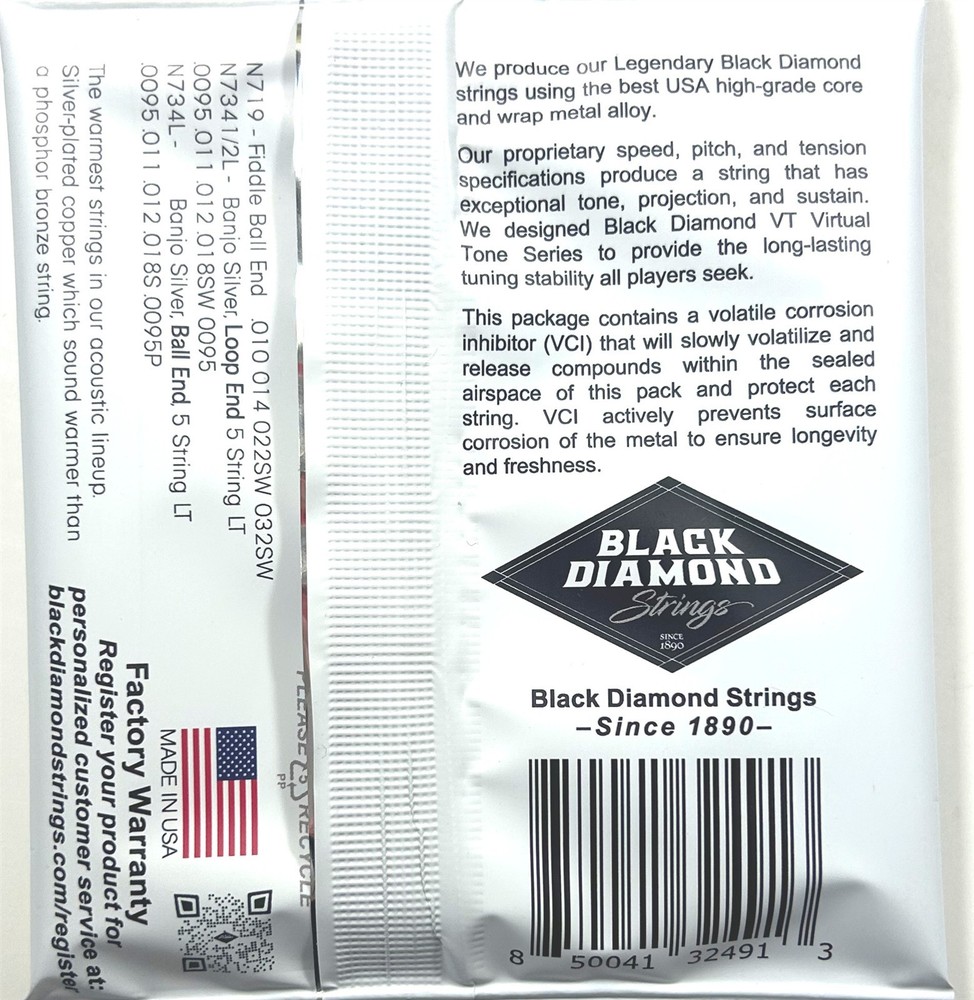 We produce our Legendary Black Diamond
strings using the best USA high-grade core
and wrap metal alloy.
Our proprietary speed, pitch, and tension
specifications produce a string that has
exceptional tone, projection, and sustain.
We designed Black Diamond VT Virtual
Tone Series to provide the long-lasting
tuning stability all players seek.
This package contains a volatile corrosion
inhibitor (VCI) that will slowly volatilize and
release compounds within the sealed
airspace of this pack and protect each
string. VCI actively prevents surface
corrosion of the metal to ensure longevity
and freshness.
BLACK
DIAMOND
Strings
SINCE
1890
Black Diamond Strings
–Since 1890–
8 50041 32491 3
N719 - Fiddle Ball End .010 014 022SW 032SW
N7341/2L - Banjo Silver, Loop End 5 String LT
.0095 .011 .012 .018SW 0095
N734L - Banjo Silver, Ball End, 5 String LT
.0095 .011 .012 .018S .0095P
The warmest strings in our acoustic lineup.
Silver-plated copper which sound warmer than
a phosphor bronze string.
PLEASE RECYCLE
5
PP
MADE IN USA
Factory Warranty
Register your product for
personalized customer service at:
blackdiamondstrings.com/register